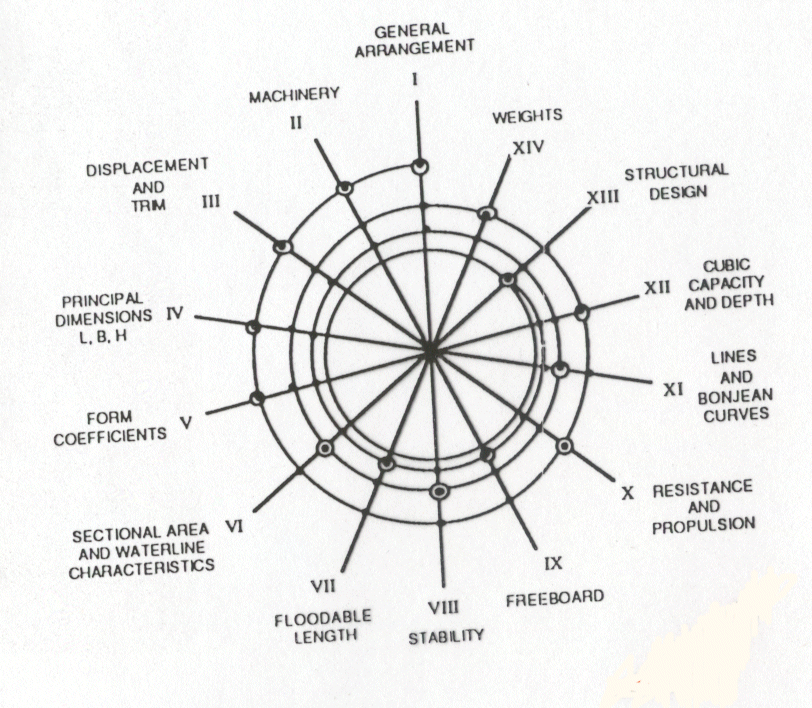 GENERAL
ARRANGEMENT
I
MACHINERY
II
DISPLACEMENT
AND
TRIM
III
PRINCIPAL
DIMENSIONS
L, B, H
IV
FORM
COEFFICIENTS
V
SECTIONAL AREA
AND WATERLINE
CHARACTERISTICS
VI
VII
FLOODABLE
LENGTH
VIII
STABILITY
IX
FREEBOARD
X
RESISTANCE
AND
PROPULSION
XI
LINES
AND
BONJEAN
CURVES
XII
CUBIC
CAPACITY
AND DEPTH
XIII
STRUCTURAL
DESIGN
WEIGHTS
XIV